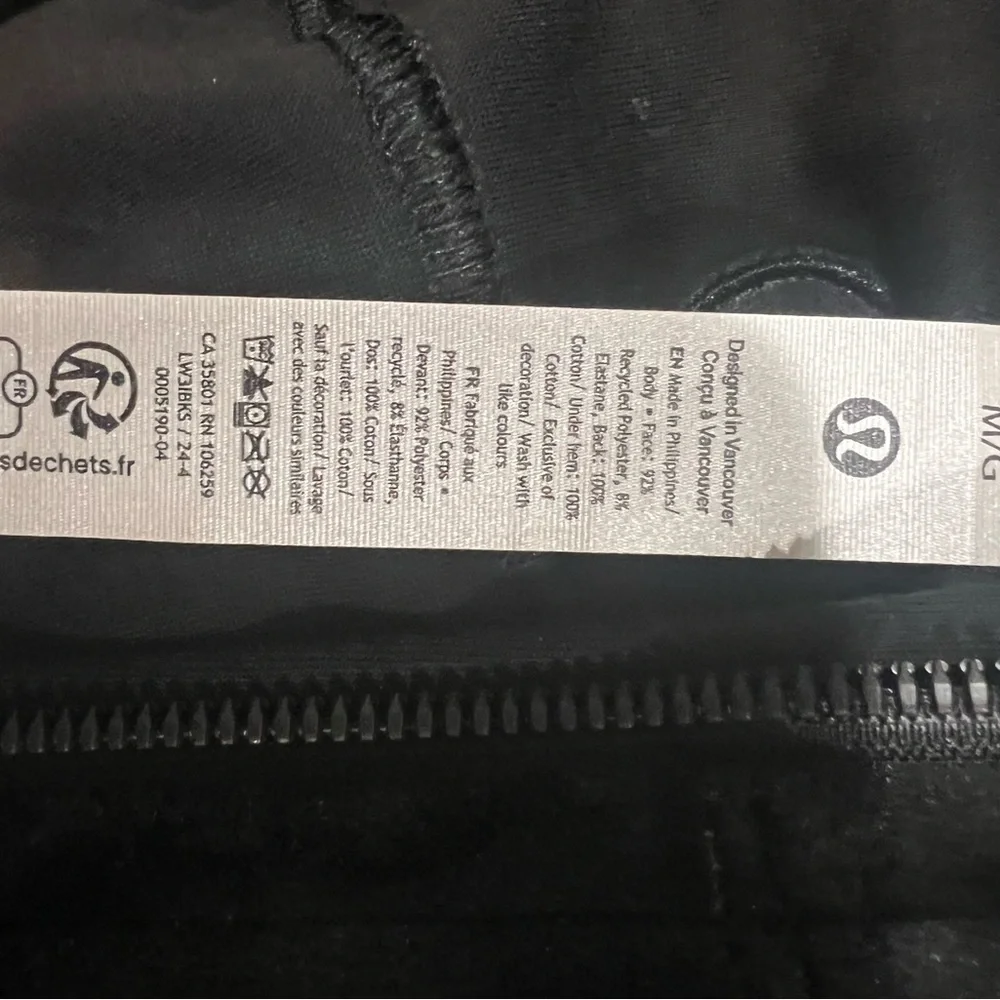 M/G
Designed in Vancouver
Conçu à Vancouver
EN Made in Philippines/
Body • Face: 92%
Recycled Polyester, 8%
Elastane, Back: 100%
Cotton/ Under hem: 100%
Cotton/ Exclusive of
decoration/ Wash with
like colours
FR Fabriqué aux
Philippines/ Corps •
Devant: 92% Polyester
recyclé, 8% Élasthanne,
Dos: 100% Coton/ Sous
l'ourlet: 100% Coton/
Sauf la décoration/ Lavage
avec des couleurs similaires
CA 35801 RN 106259
LW3BKS / 24-4
0005190-04
sdechets.fr
FR